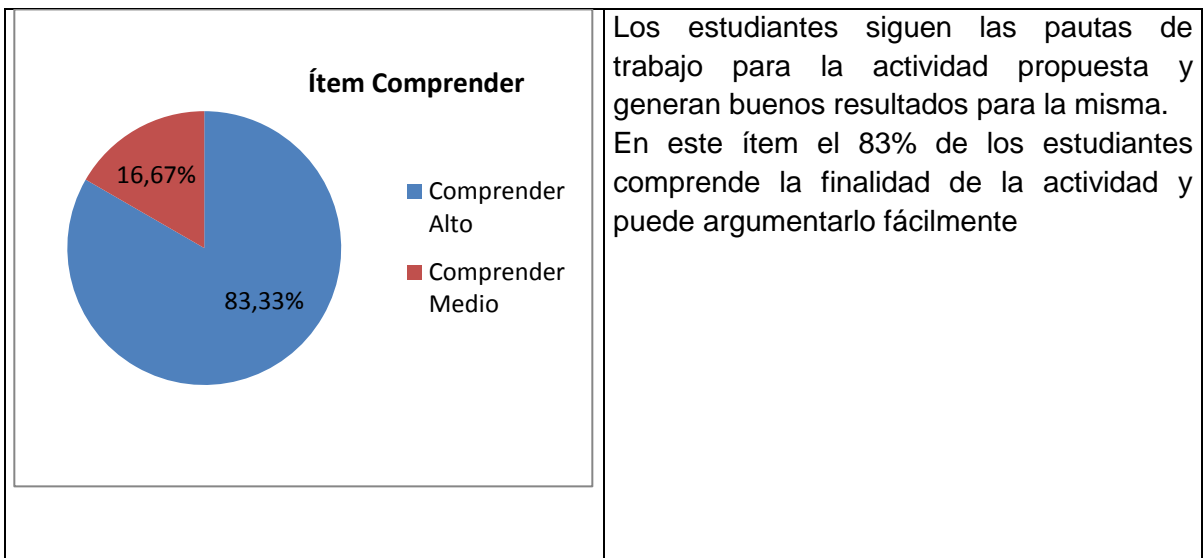 Ítem Comprender
16,67%
83,33%
Comprender
Alto
Comprender
Medio
Los estudiantes siguen las pautas de
trabajo para la actividad propuesta y
generan buenos resultados para la misma.
En este ítem el 83% de los estudiantes
comprende la finalidad de la actividad y
puede argumentarlo fácilmente